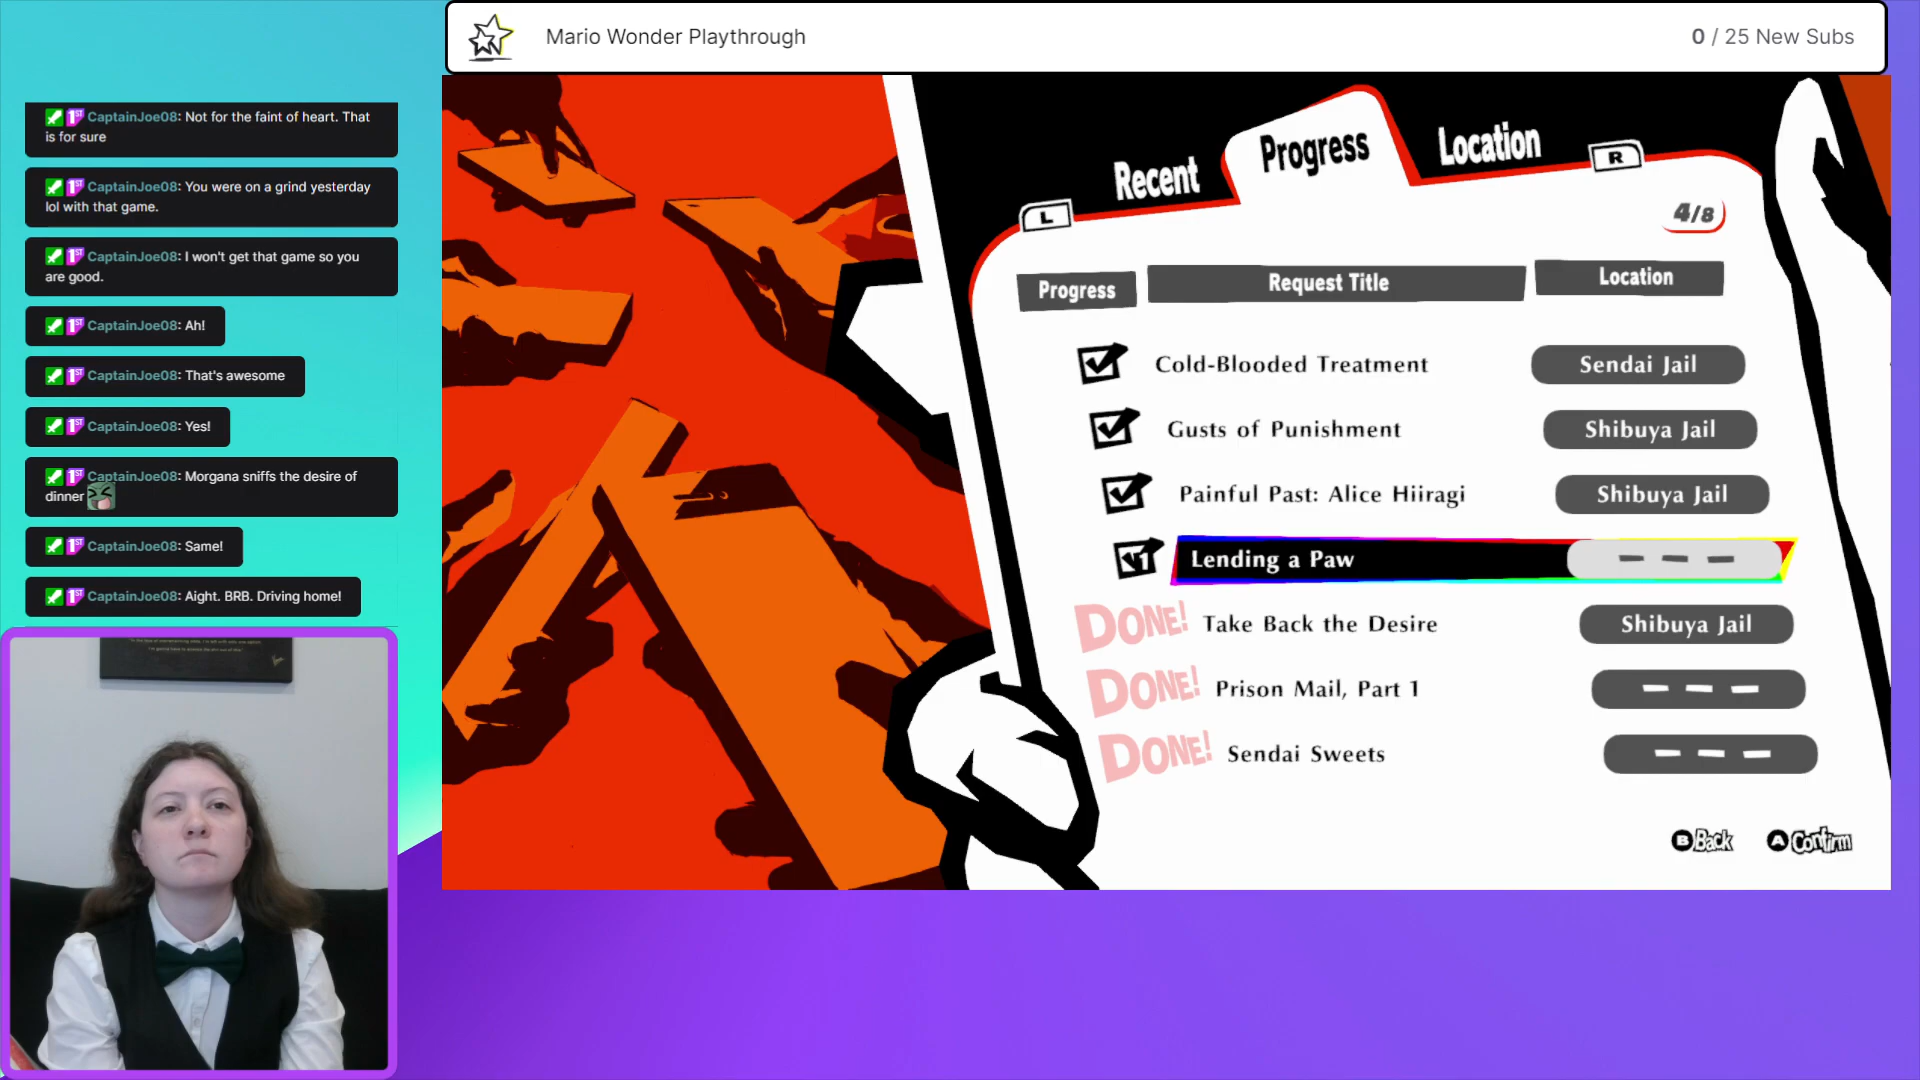 Mario Wonder Playthrough
0 / 25 New Subs
CaptainJoe08: Not for the faint of heart. That
is for sure
CaptainJoe08: You were on a grind yesterday
lol with that game.
CaptainJoe08: I won't get that game so you
are good.
CaptainJoe08: Ah!
CaptainJoe08: That's awesome
CaptainJoe08: Yes!
CaptainJoe08: Morgana sniffs the desire of
dinner
CaptainJoe08: Same!
CaptainJoe08: Aight. BRB. Driving home!
L
Recent
Progress
Location
R
4/8
Progress
Request Title
Location
Cold-Blooded Treatment
Sendai Jail
Gusts of Punishment
Shibuya Jail
Painful Past: Alice Hiiragi
Shibuya Jail
Lending a Paw
DONE! Take Back the Desire
Shibuya Jail
DONE! Prison Mail, Part 1
DONE! Sendai Sweets
B Back
A Confirm